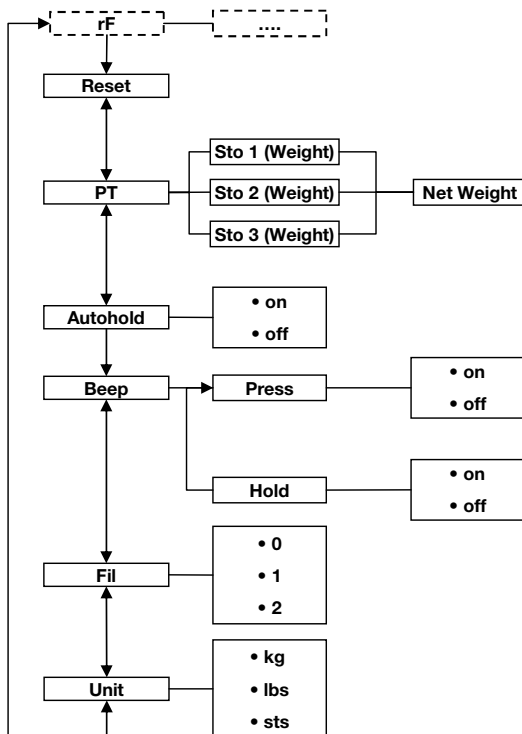 rF
....
Reset
Sto 1 (Weight)
PT
Sto 2 (Weight)
Net Weight
Sto 3 (Weight)
Autohold
• on
• off
Beep
Press
• on
• off
Hold
• on
• off
Fil
• 0
• 1
• 2
Unit
• kg
• lbs
• sts